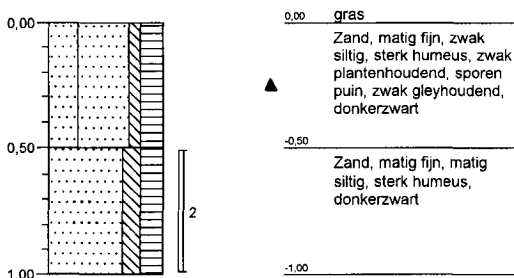 0,00
0,50
1,00
2
0,00 gras
Zand, matig fijn, zwak
siltig, sterk humeus, zwak
plantenhoudend, sporen
puin, zwak gleyhoudend,
donkerzwart
-0,50
Zand, matig fijn, matig
siltig, sterk humeus,
donkerzwart
-1,00